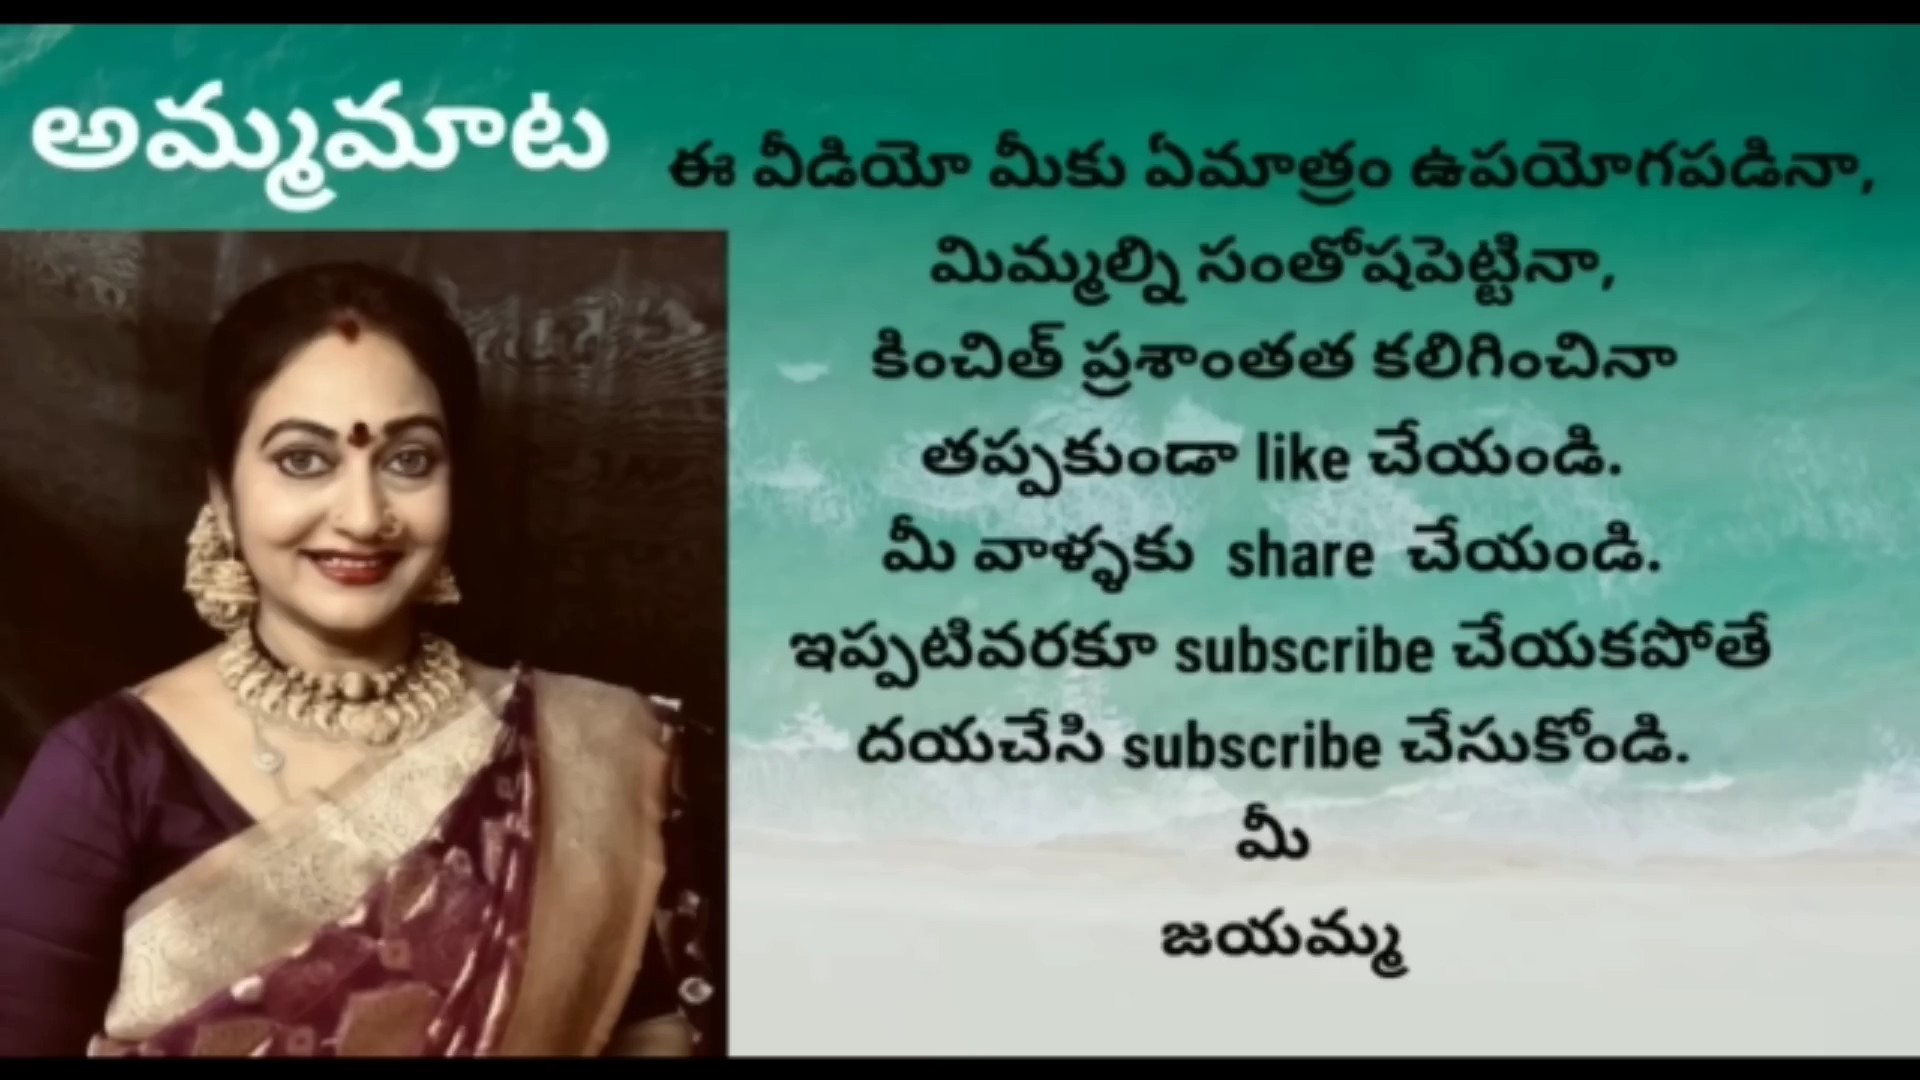 అమ్మమాట
ఈ వీడియో మీకు ఏమాత్రం ఉపయోగపడినా,
మిమ్మల్ని సంతోషపెట్టినా,
కించిత్ ప్రశాంతత కలిగించినా
తప్పకుండా like చేయండి.
మీ వాళ్ళకు share చేయండి.
ఇప్పటివరకూ subscribe చేయకపోతే
దయచేసి subscribe చేసుకోండి.
మీ
జయమ్మ